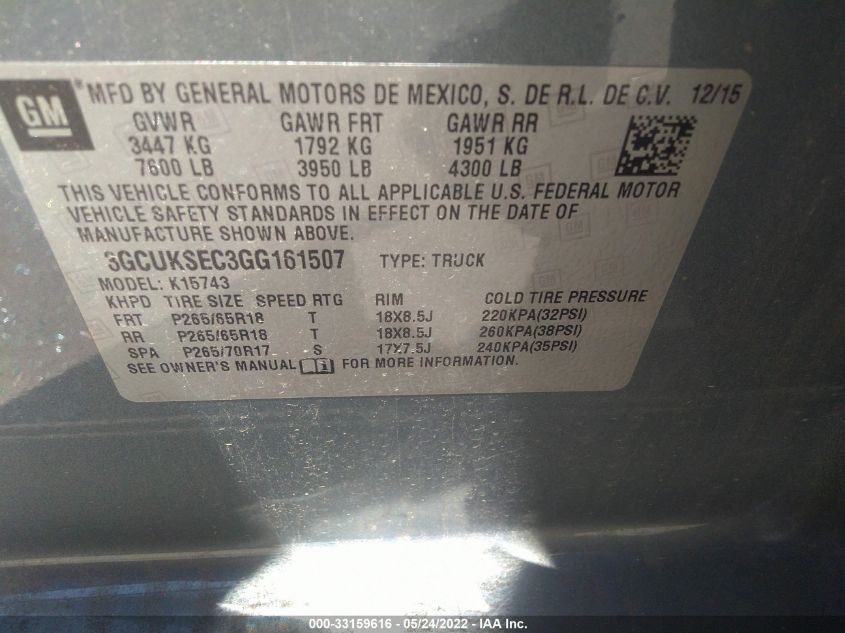 GM
MFD BY GENERAL MOTORS DE MEXICO, S. DE R.L. DE C.V. 12/15
GVWR GAWR FRT GAWR RR
3447 KG 1792 KG 1951 KG
7600 LB 3950 LB 4300 LB
THIS VEHICLE CONFORMS TO ALL APPLICABLE U.S. FEDERAL MOTOR
VEHICLE SAFETY STANDARDS IN EFFECT ON THE DATE OF
MANUFACTURE SHOWN ABOVE.
3GCUKSEC3GG161507 TYPE: TRUCK
MODEL: K15743
KHPD TIRE SIZE SPEED RTG RIM COLD TIRE PRESSURE
FRT P265/65R18 T 18X8.5J 220KPA(32PSI)
RR P265/65R18 T 18X8.5J 260KPA(38PSI)
SPA P265/70R17 S 17X7.5J 240KPA(35PSI)
SEE OWNER'S MANUAL i FOR MORE INFORMATION.
000-33159616 - 05/24/2022 - IAA Inc.